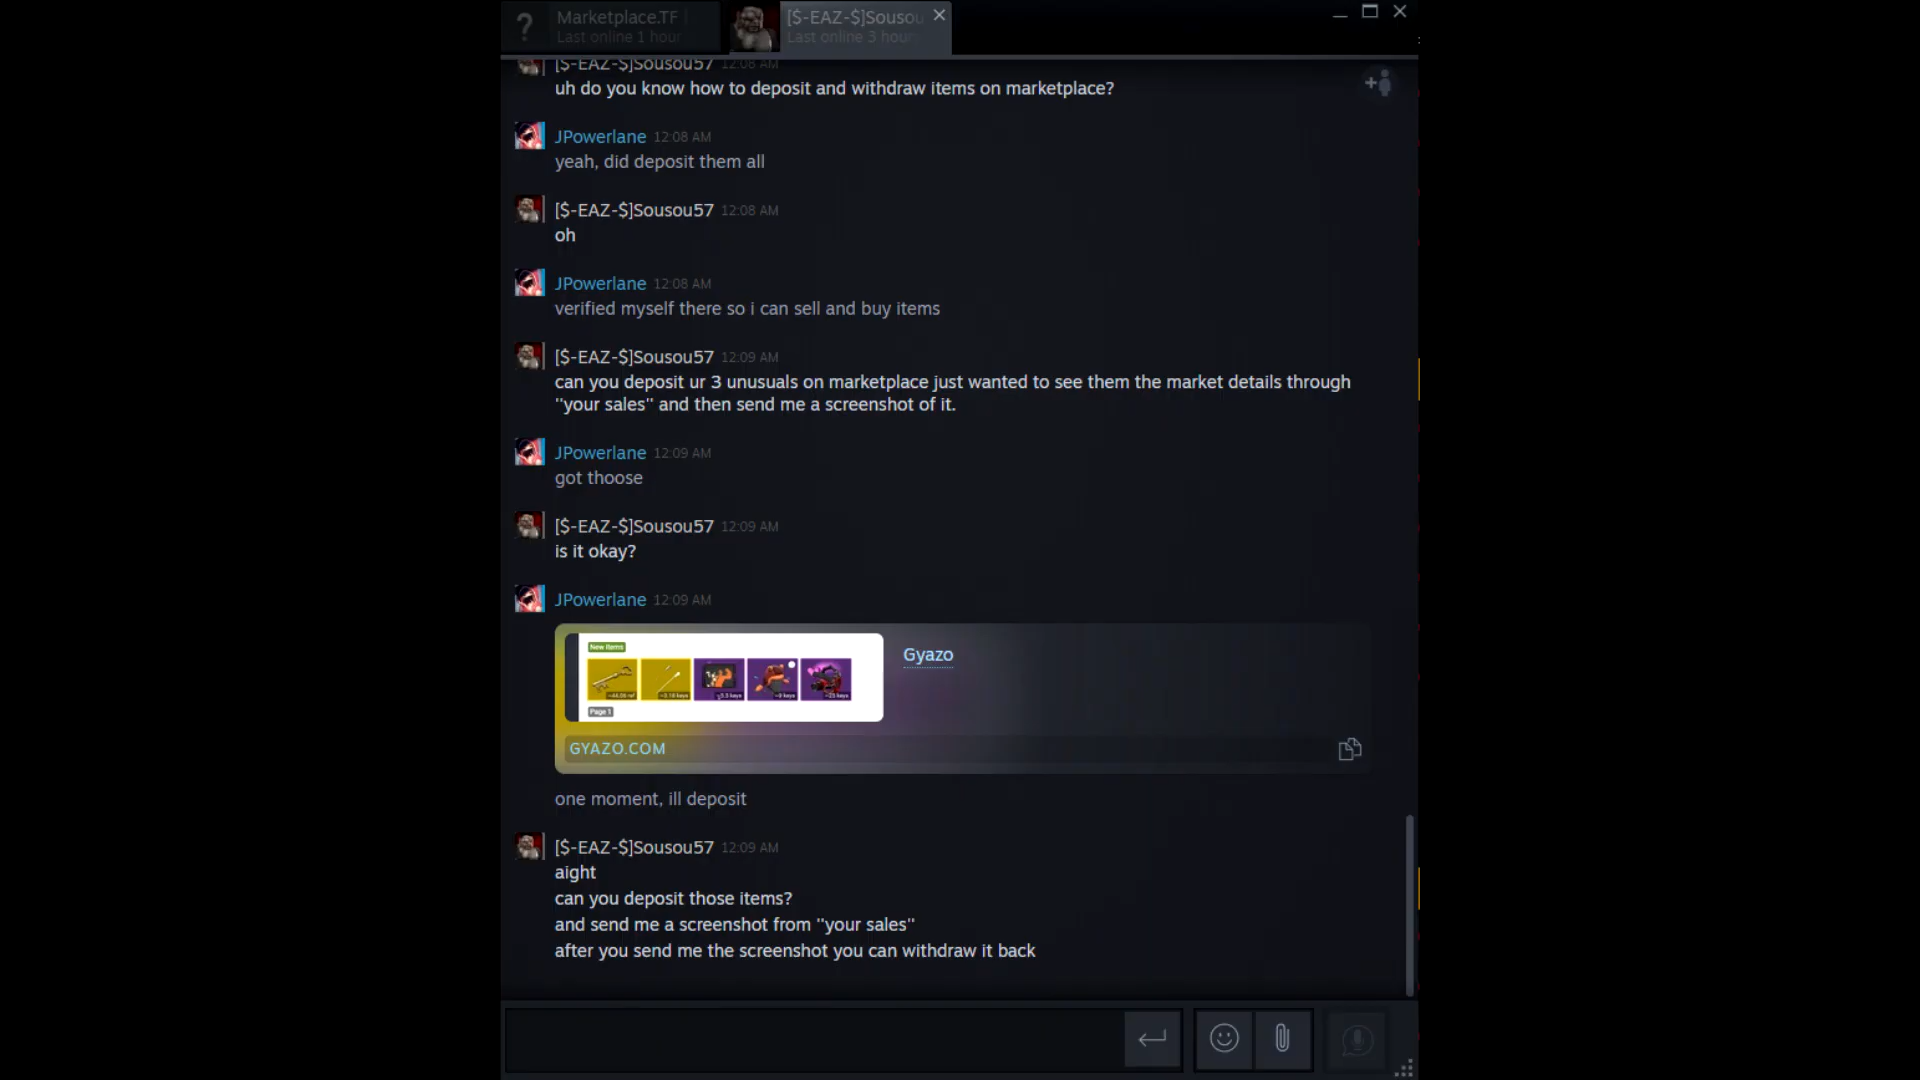 Marketplace.TF |
Last online 1 hour
[$-EAZ-$]Sousou
Last online 3 hour
[$-EAZ-$]Sousou57 12:08 AM
uh do you know how to deposit and withdraw items on marketplace?
JPowerlane 12:08 AM
yeah, did deposit them all
[$-EAZ-$]Sousou57 12:08 AM
oh
JPowerlane 12:08 AM
verified myself there so i can sell and buy items
[$-EAZ-$]Sousou57 12:09 AM
can you deposit ur 3 unusuals on marketplace just wanted to see them the market details through
"your sales" and then send me a screenshot of it.
JPowerlane 12:09 AM
got thoose
[$-EAZ-$]Sousou57 12:09 AM
is it okay?
JPowerlane 12:09 AM
New Items
Page 1
Gyazo
GYAZO.COM
one moment, ill deposit
[$-EAZ-$]Sousou57 12:09 AM
aight
can you deposit those items?
and send me a screenshot from "your sales"
after you send me the screenshot you can withdraw it back